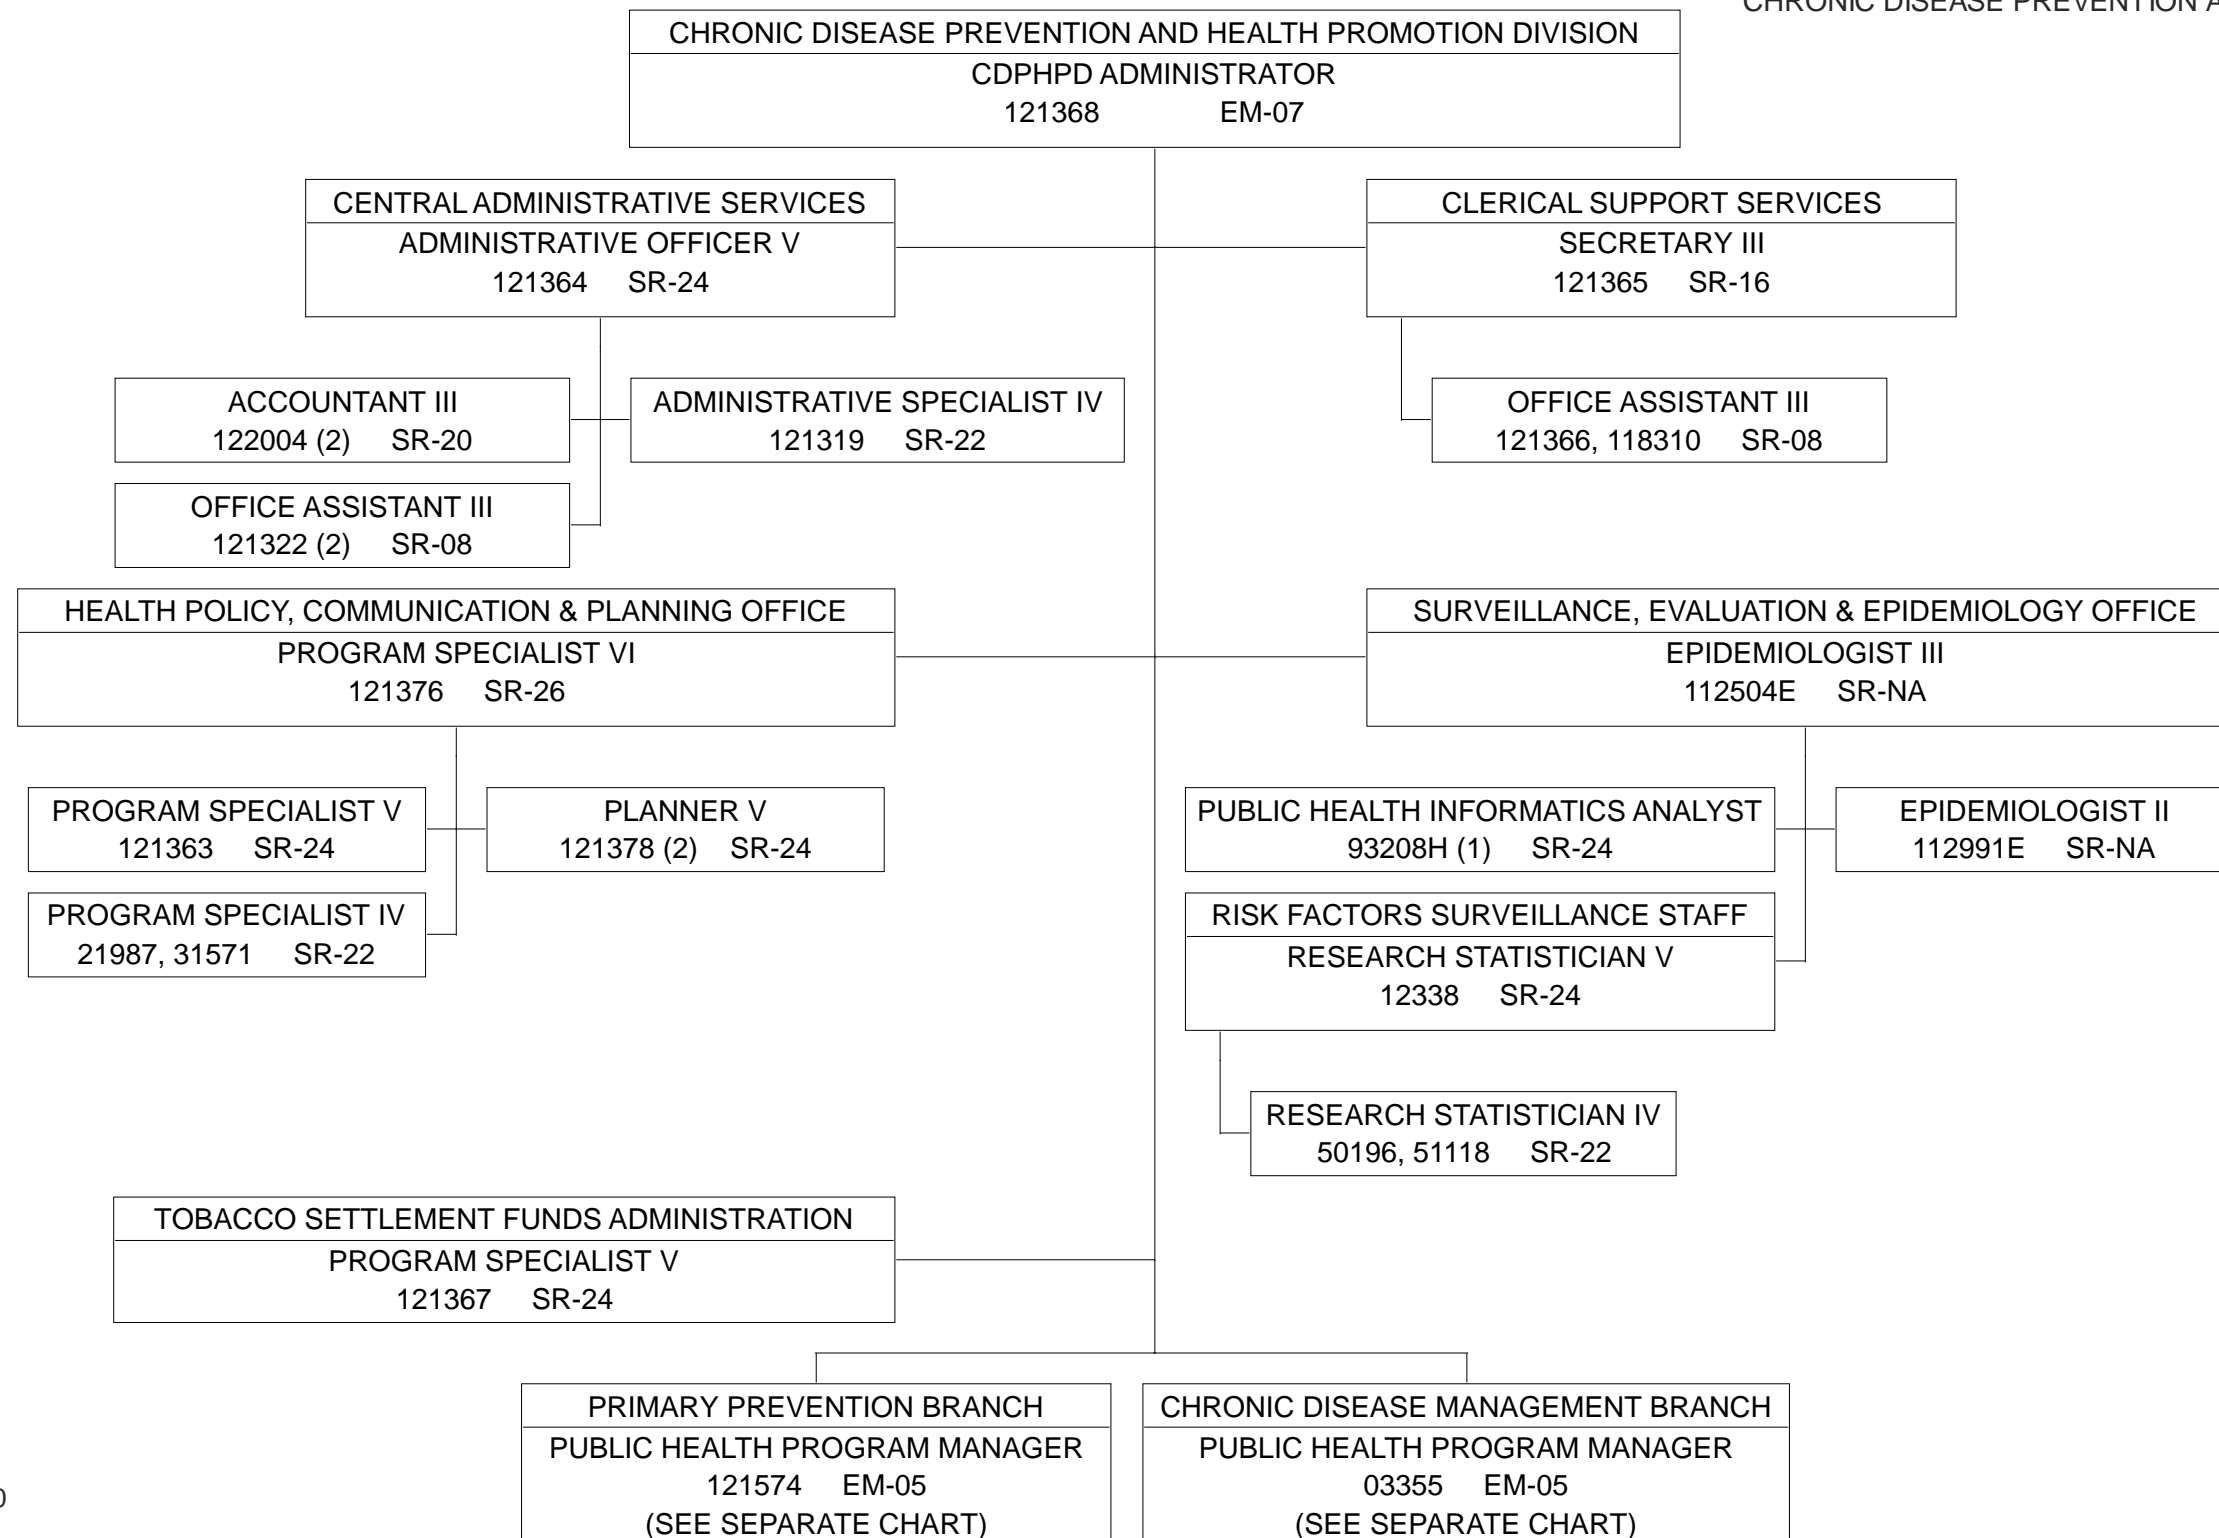 CHRONIC DISEASE PREVENTION A
CHRONIC DISEASE PREVENTION AND HEALTH PROMOTION DIVISION
CDPHPD ADMINISTRATOR
121368 EM-07
CENTRAL ADMINISTRATIVE SERVICES
ADMINISTRATIVE OFFICER V
121364 SR-24
CLERICAL SUPPORT SERVICES
SECRETARY III
121365 SR-16
ACCOUNTANT III
122004 (2) SR-20
ADMINISTRATIVE SPECIALIST IV
121319 SR-22
OFFICE ASSISTANT III
121366, 118310 SR-08
OFFICE ASSISTANT III
121322 (2) SR-08
HEALTH POLICY, COMMUNICATION & PLANNING OFFICE
PROGRAM SPECIALIST VI
121376 SR-26
SURVEILLANCE, EVALUATION & EPIDEMIOLOGY OFFICE
EPIDEMIOLOGIST III
112504E SR-NA
PROGRAM SPECIALIST V
121363 SR-24
PLANNER V
121378 (2) SR-24
PUBLIC HEALTH INFORMATICS ANALYST
93208H (1) SR-24
EPIDEMIOLOGIST II
112991E SR-NA
PROGRAM SPECIALIST IV
21987, 31571 SR-22
RISK FACTORS SURVEILLANCE STAFF
RESEARCH STATISTICIAN V
12338 SR-24
RESEARCH STATISTICIAN IV
50196, 51118 SR-22
TOBACCO SETTLEMENT FUNDS ADMINISTRATION
PROGRAM SPECIALIST V
121367 SR-24
PRIMARY PREVENTION BRANCH
PUBLIC HEALTH PROGRAM MANAGER
121574 EM-05
(SEE SEPARATE CHART)
CHRONIC DISEASE MANAGEMENT BRANCH
PUBLIC HEALTH PROGRAM MANAGER
03355 EM-05
(SEE SEPARATE CHART)